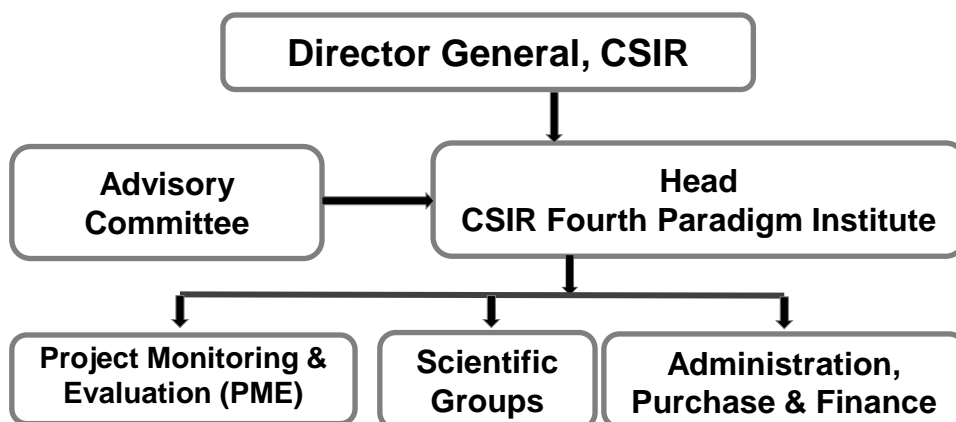 Director General, CSIR
Advisory
Committee
Head
CSIR Fourth Paradigm Institute
Project Monitoring &
Evaluation (PME)
Scientific
Groups
Administration,
Purchase & Finance